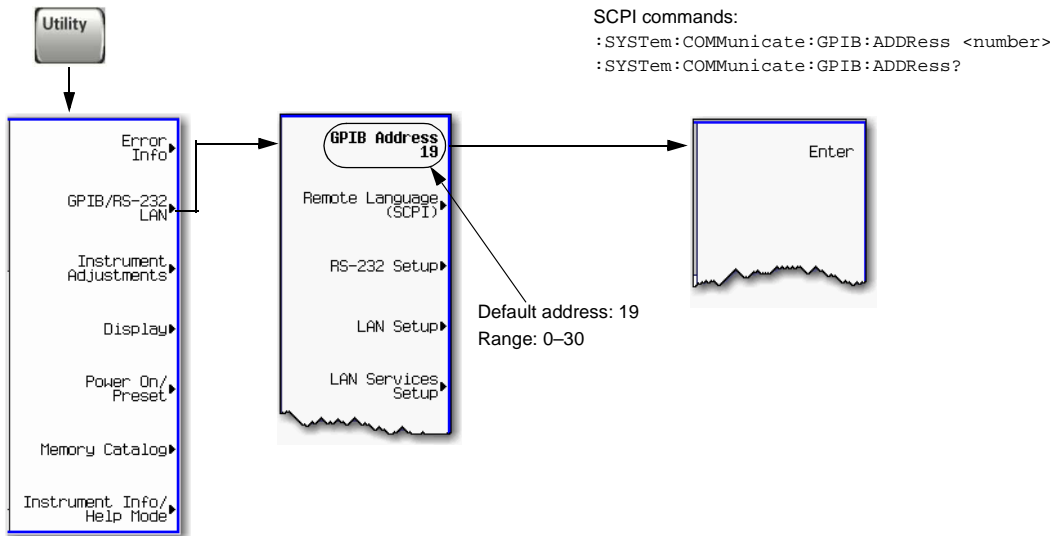 Utility
SCPI commands:
:SYSTem:COMMunicate:GPIB:ADDRess <number>
:SYSTem:COMMunicate:GPIB:ADDRess?
Error
Info
GPIB/RS-232
LAN
Instrument
Adjustments
Display
Power On/
Preset
Memory Catalog
Instrument Info/
Help Mode
GPIB Address
19
Remote Language
(SCPI)
RS-232 Setup
LAN Setup
LAN Services
Setup
Default address: 19
Range: 0–30
Enter